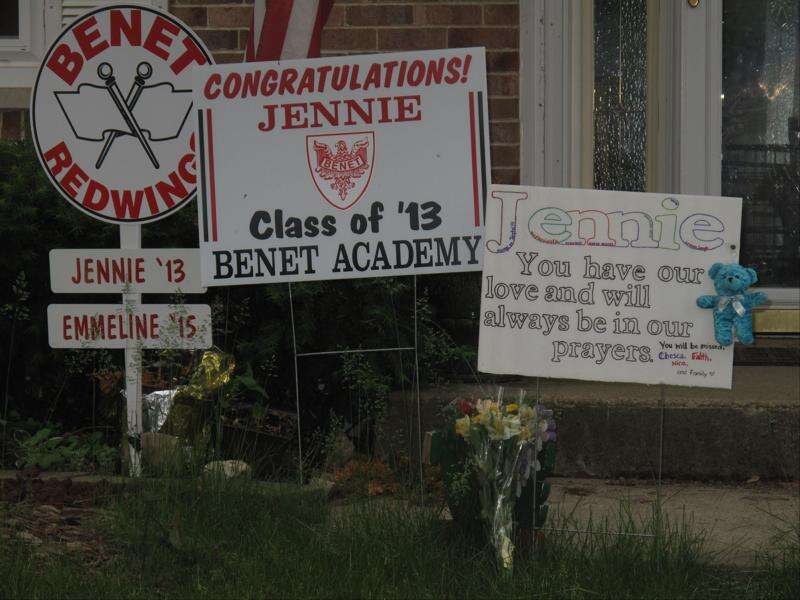 BENET
REDWINGS
JENNIE '13
EMMELINE '15
CONGRATULATIONS!
JENNIE
BENET
Class of '13
BENET ACADEMY
Jennie
You have our
love and will
always be in our
prayers.
You will be missed,
Chesca, Faith,
Nico,
and Family